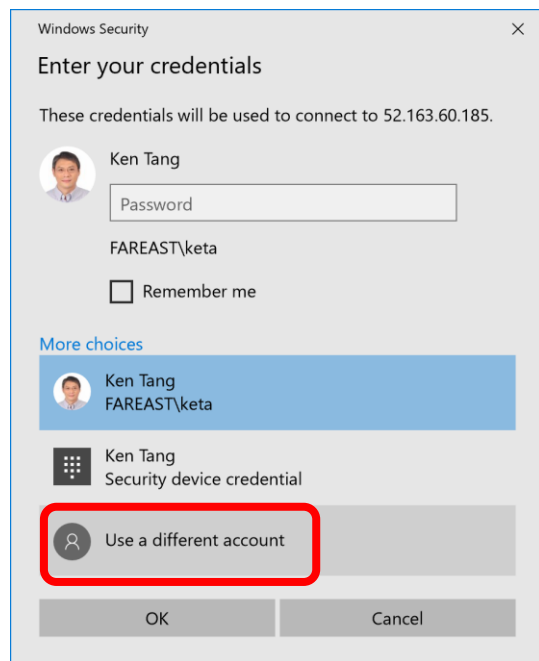 Windows Security
Enter your credentials
These credentials will be used to connect to 52.163.60.185.
Ken Tang
Password
FAREAST\keta
Remember me
More choices
Ken Tang
FAREAST\keta
Ken Tang
Security device credential
Use a different account
OK
Cancel